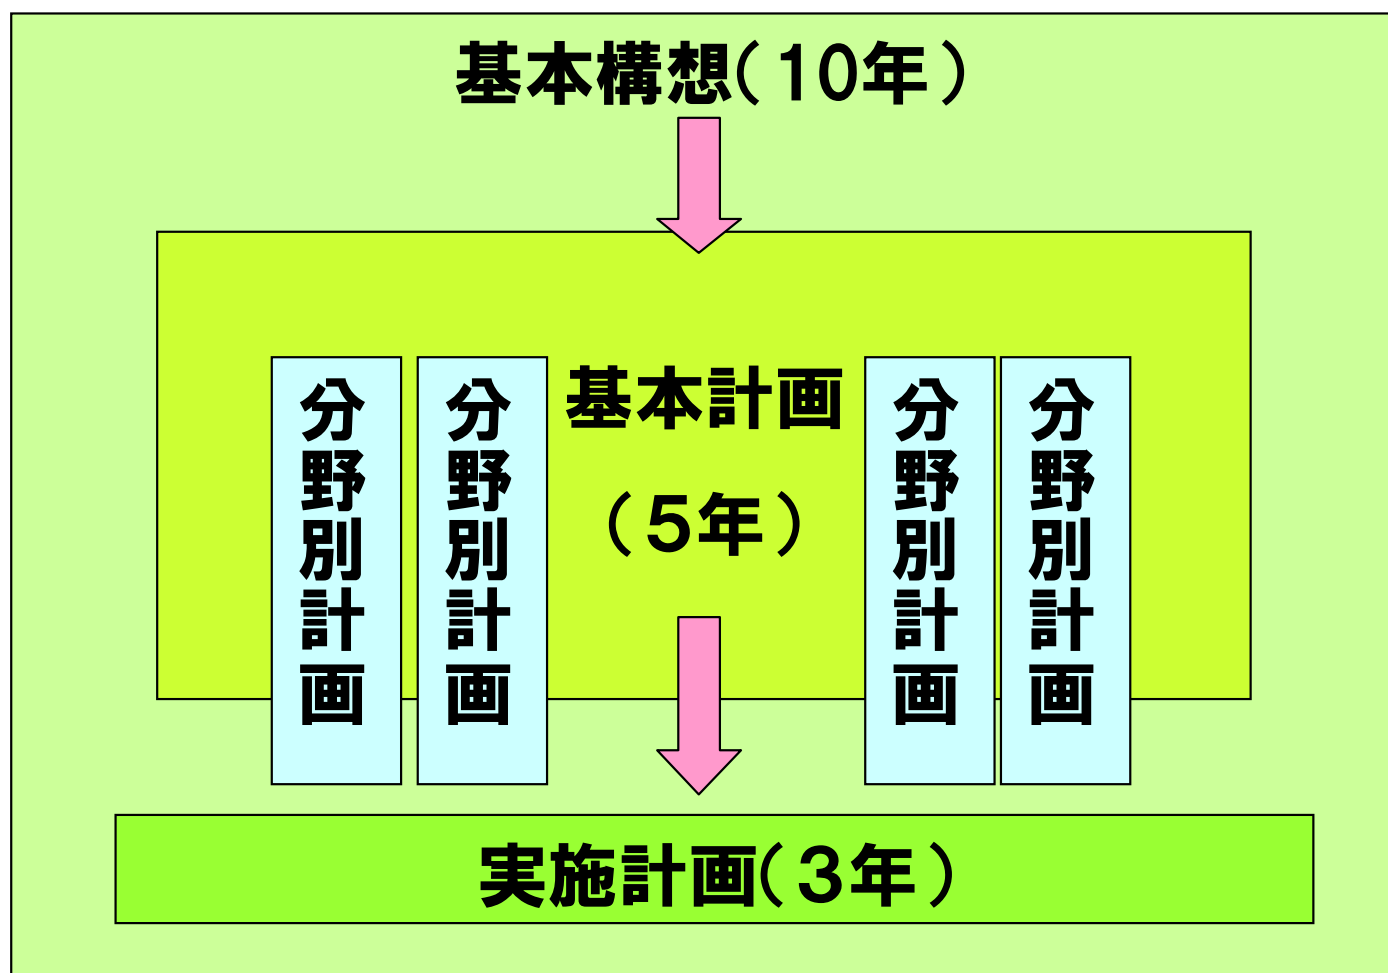 基本構想（10年）
分野別計画
分野別計画
基本計画
（5年）
分野別計画
分野別計画
実施計画（3年）